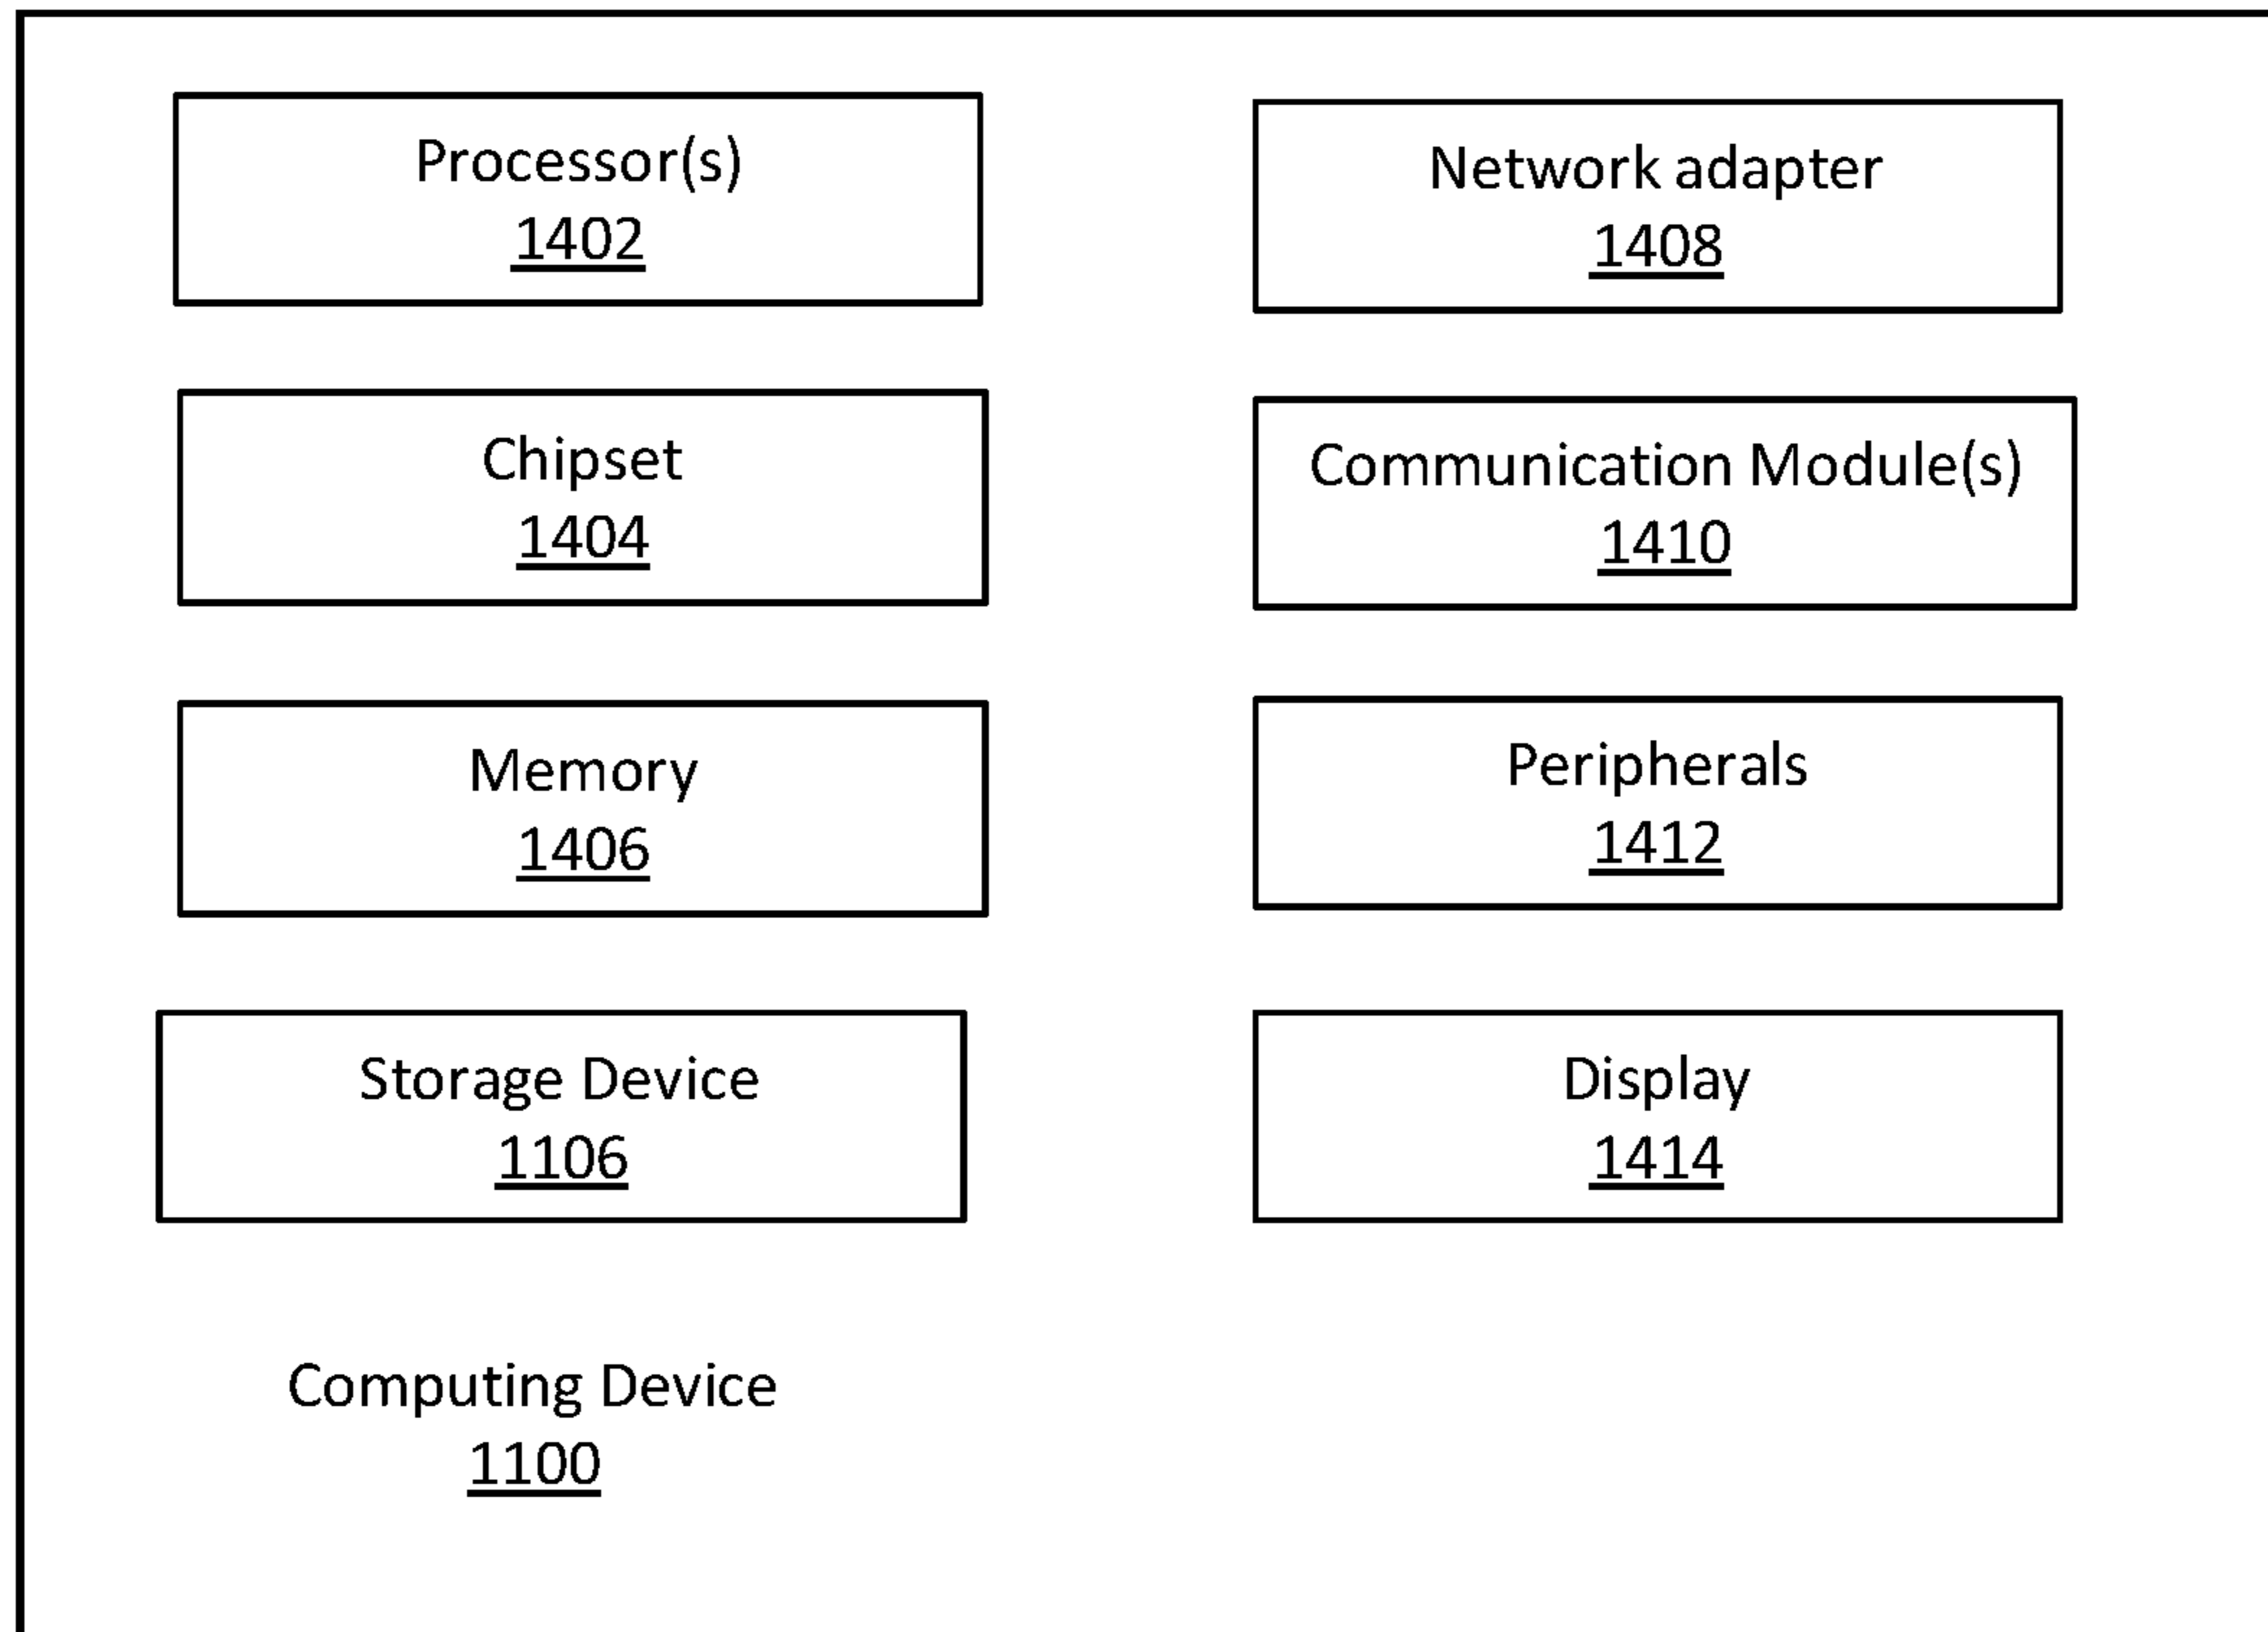 Processor(s)
1402
Network adapter
1408
Chipset
1404
Communication Module(s)
1410
Memory
1406
Peripherals
1412
Storage Device
1106
Display
1414
Computing Device
1100